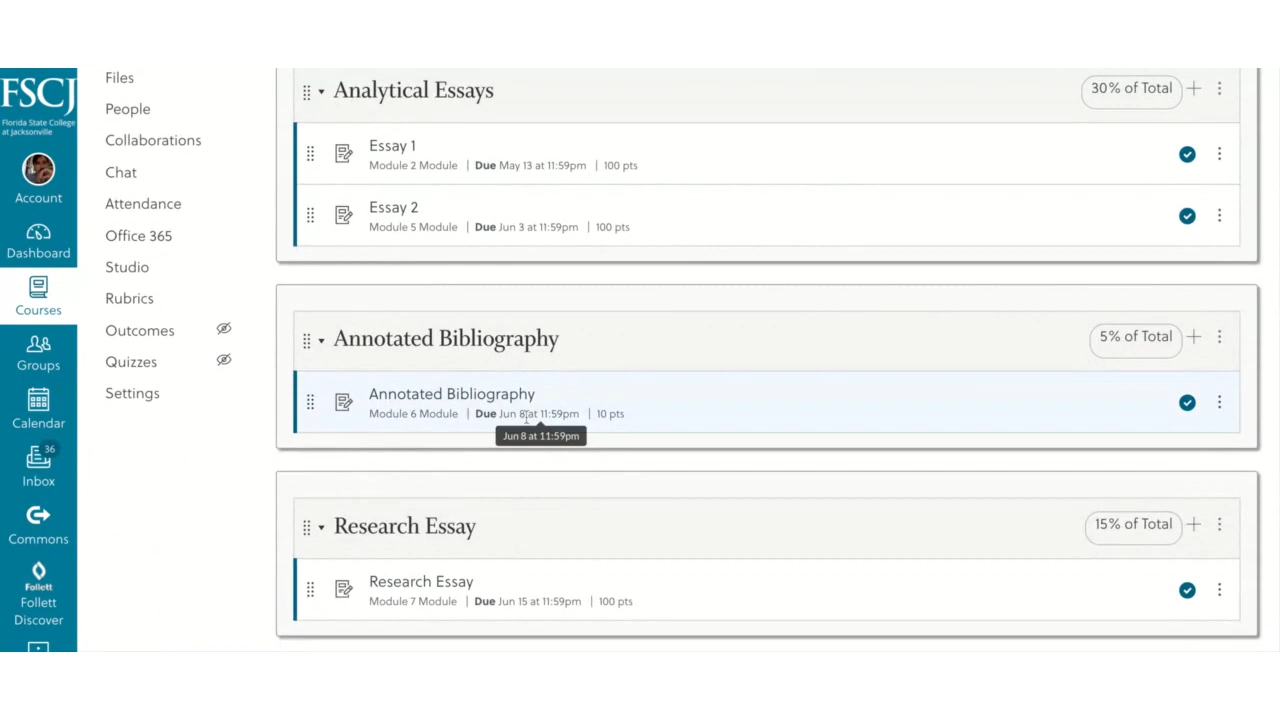 FSCJ
Florida State College
at Jacksonville
Account
Dashboard
Courses
Groups
Calendar
36
Inbox
Commons
Follett
Follett
Discover
Files
People
Collaborations
Chat
Attendance
Office 365
Studio
Rubrics
Outcomes
Quizzes
Settings
Analytical Essays
30% of Total
Essay 1
Module 2 Module | Due May 13 at 11:59pm | 100 pts
Essay 2
Module 5 Module | Due Jun 3 at 11:59pm | 100 pts
Annotated Bibliography
5% of Total
Annotated Bibliography
Module 6 Module | Due Jun 8 at 11:59pm | 10 pts
Jun 8 at 11:59pm
Research Essay
15% of Total
Research Essay
Module 7 Module | Due Jun 15 at 11:59pm | 100 pts